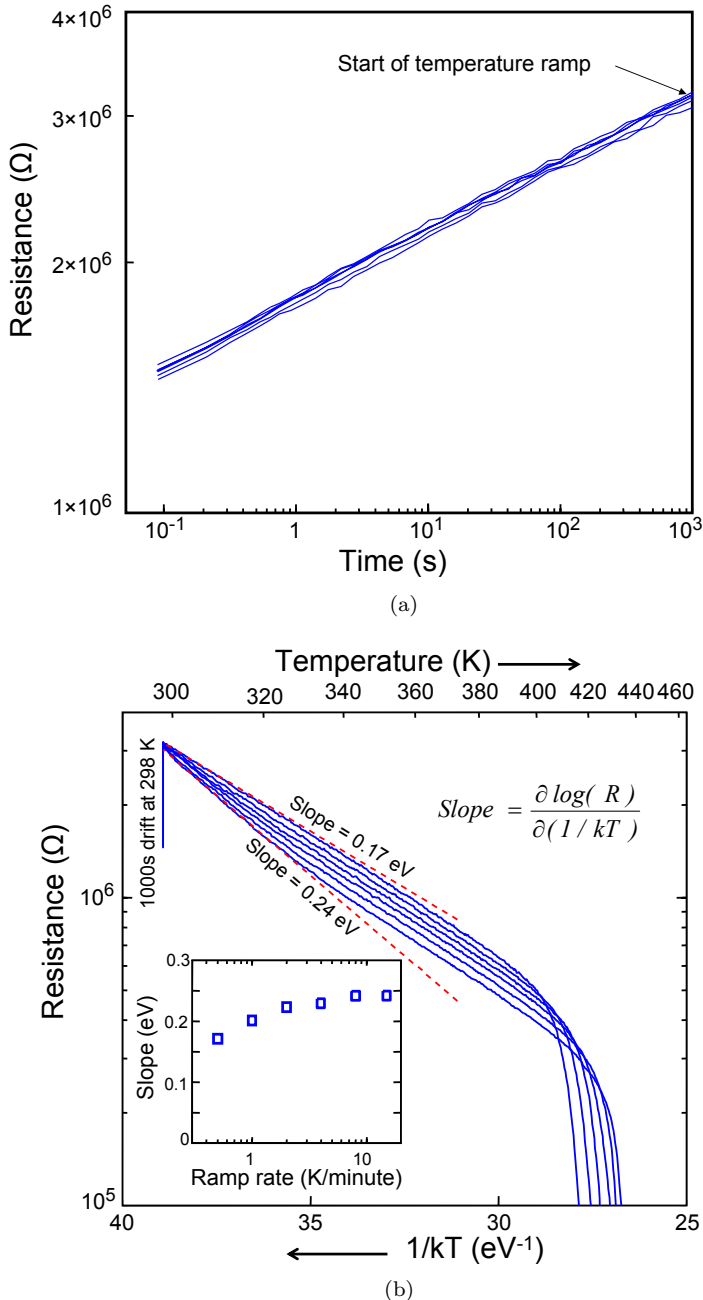 4×10⁶
3×10⁶
2×10⁶
1×10⁶
Resistance (Ω)
Start of temperature ramp
10⁻¹ 1 10¹ 10² 10³
Time (s)
(a)
Temperature (K)
300 320 340 360 380 400 420 440 460
1000s drift at 298 K
Slope = 0.17 eV
Slope = 0.24 eV
Slope = ∂ log( R ) / ∂ (1 / kT )
Resistance (Ω)
10⁶
10⁵
0.3
0.2
0.1
0
Slope (eV)
1 10
Ramp rate (K/minute)
40 35 30 25
1/kT (eV⁻¹)
(b)